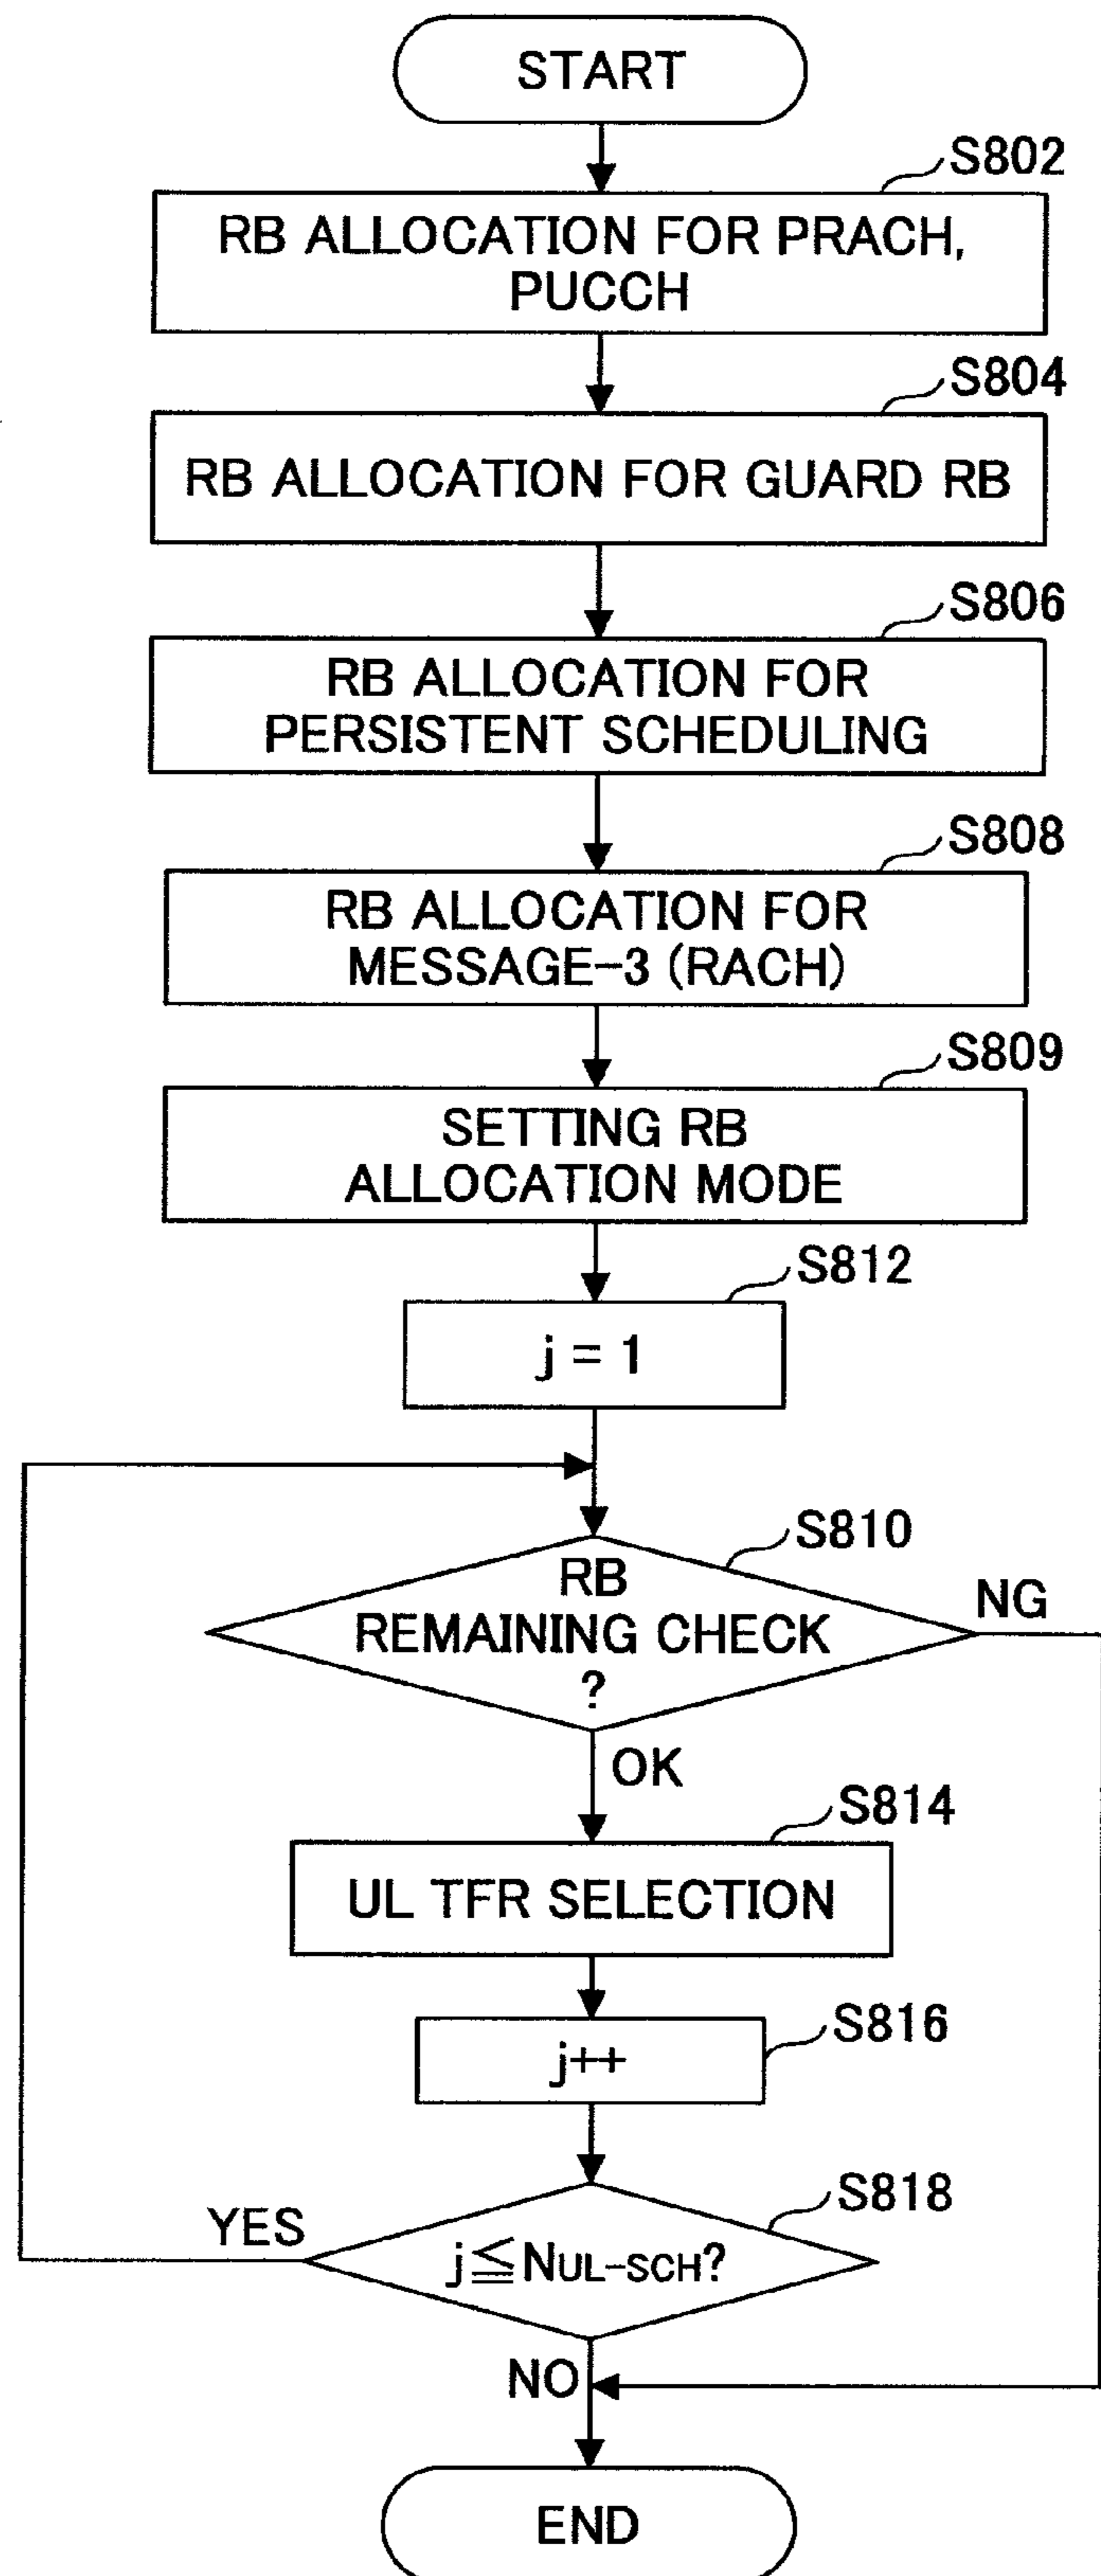 START
S802
RB ALLOCATION FOR PRACH,
PUCCH
S804
RB ALLOCATION FOR GUARD RB
S806
RB ALLOCATION FOR
PERSISTENT SCHEDULING
S808
RB ALLOCATION FOR
MESSAGE-3 (RACH)
S809
SETTING RB
ALLOCATION MODE
S812
j = 1
S810
RB
REMAINING CHECK
?
NG
OK
S814
UL TFR SELECTION
S816
j++
S818
YES
j≦NUL-SCH?
NO
END